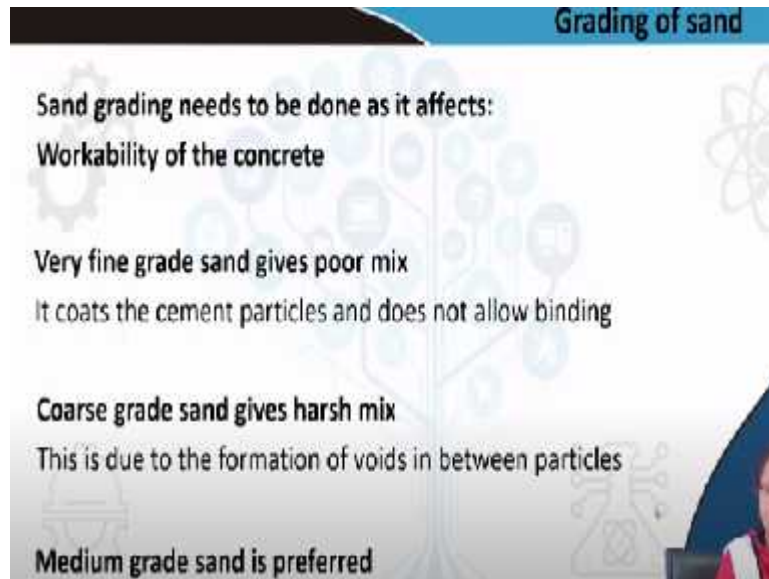 Grading of sand
Sand grading needs to be done as it affects:
Workability of the concrete
Very fine grade sand gives poor mix
It coats the cement particles and does not allow binding
Coarse grade sand gives harsh mix
This is due to the formation of voids in between particles
Medium grade sand is preferred